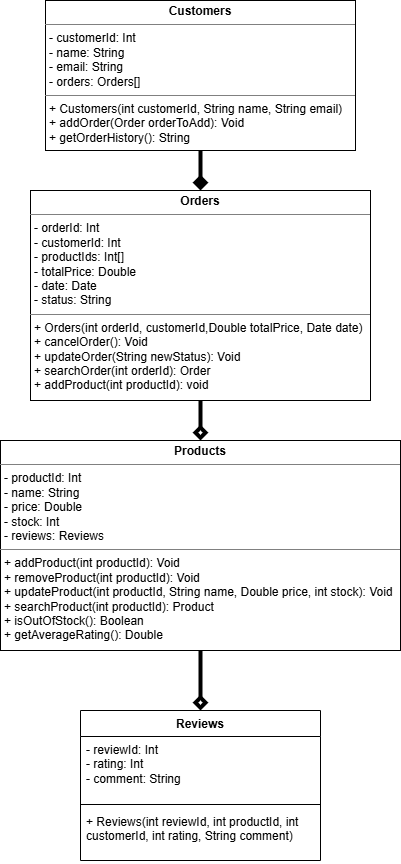 Customers
- customerId: Int
- name: String
- email: String
- orders: Orders[]
+ Customers(int customerId, String name, String email)
+ addOrder(Order orderToAdd): Void
+ getOrderHistory(): String
Orders
- orderId: Int
- customerId: Int
- productIds: Int[]
- totalPrice: Double
- date: Date
- status: String
+ Orders(int orderId, customerId,Double totalPrice, Date date)
+ cancelOrder(): Void
+ updateOrder(String newStatus): Void
+ searchOrder(int orderId): Order
+ addProduct(int productId): void
Products
- productId: Int
- name: String
- price: Double
- stock: Int
- reviews: Reviews
+ addProduct(int productId): Void
+ removeProduct(int productId): Void
+ updateProduct(int productId, String name, Double price, int stock): Void
+ searchProduct(int productId): Product
+ isOutOfStock(): Boolean
+ getAverageRating(): Double
Reviews
- reviewId: Int
- rating: Int
- comment: String
+ Reviews(int reviewId, int productId, int
customerId, int rating, String comment)